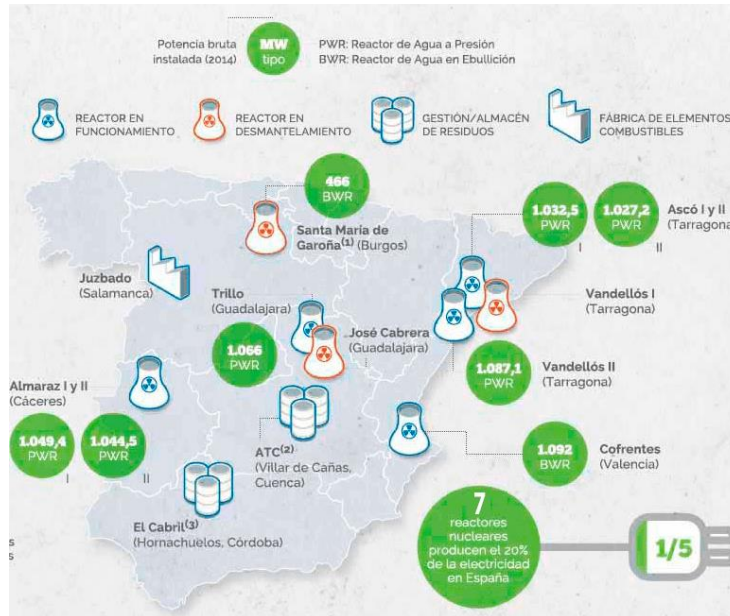 Potencia bruta
instalada (2014)
MW
tipo
PWR: Reactor de Agua a Presión
BWR: Reactor de Agua en Ebullición
REACTOR EN
FUNCIONAMIENTO
REACTOR EN
DESMANTELAMIENTO
GESTIÓN/ALMACÉN
DE RESIDUOS
FÁBRICA DE ELEMENTOS
COMBUSTIBLES
466
BWR
Santa María de
Garoña(1) (Burgos)
1.032,5
PWR
I
1.027,2
PWR
II
Ascó I y II
(Tarragona
Juzbado
(Salamanca)
Trillo
(Guadalajara)
1.066
PWR
José Cabrera
(Guadalajara)
Vandellós I
(Tarragona)
1.087,1
PWR
Vandellós II
(Tarragona)
Almaraz I y II
(Cáceres)
1.049,4
PWR
I
1.044,5
PWR
II
ATC(2)
(Villar de Cañas,
Cuenca)
1.092
BWR
Cofrentes
(Valencia)
El Cabril(3)
(Hornachuelos, Córdoba)
7
reactores
nucleares
producen el 20%
de la electricidad
en España
1/5
s
s